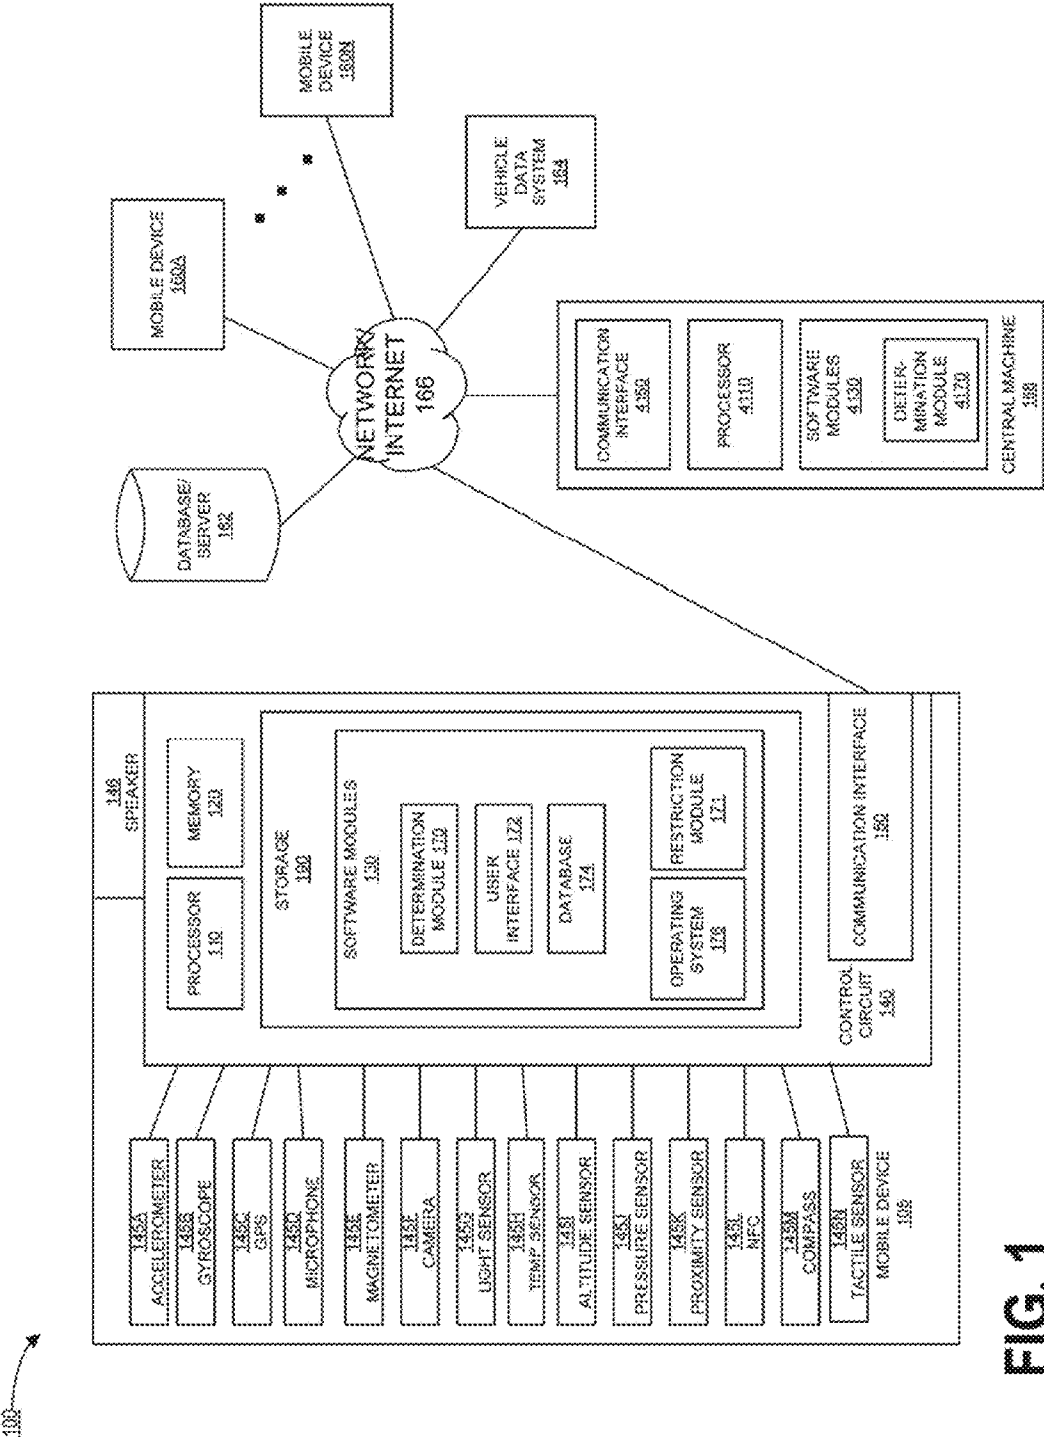 100
145A
ACCELEROMETER
145B
GYROSCOPE
145C
GPS
145D
MICROPHONE
145E
MAGNETOMETER
145F
CAMERA
145G
LIGHT SENSOR
145H
TEMP SENSOR
145I
ALTITUDE SENSOR
145J
PRESSURE SENSOR
145K
PROXIMITY SENSOR
145L
NFC
145M
COMPASS
145N
TACTILE SENSOR
MOBILE DEVICE
146
SPEAKER
PROCESSOR
110
MEMORY
120
STORAGE
SOFTWARE MODULES
130
DETERMINATION
MODULE 170
USER
INTERFACE 172
DATABASE
174
OPERATING
SYSTEM
176
RESTRICTION
MODULE
171
CONTROL
CIRCUIT
140
COMMUNICATION INTERFACE
150
DATABASE/
SERVER
162
MOBILE DEVICE
160A
MOBILE
DEVICE
160N
NETWORK/
INTERNET
166
VEHICLE
DATA
SYSTEM
164
COMMUNICATION
INTERFACE
4150
PROCESSOR
4110
SOFTWARE
MODULES
4130
DETER-
MINATION
MODULE
4170
CENTRAL MACHINE
FIG. 1